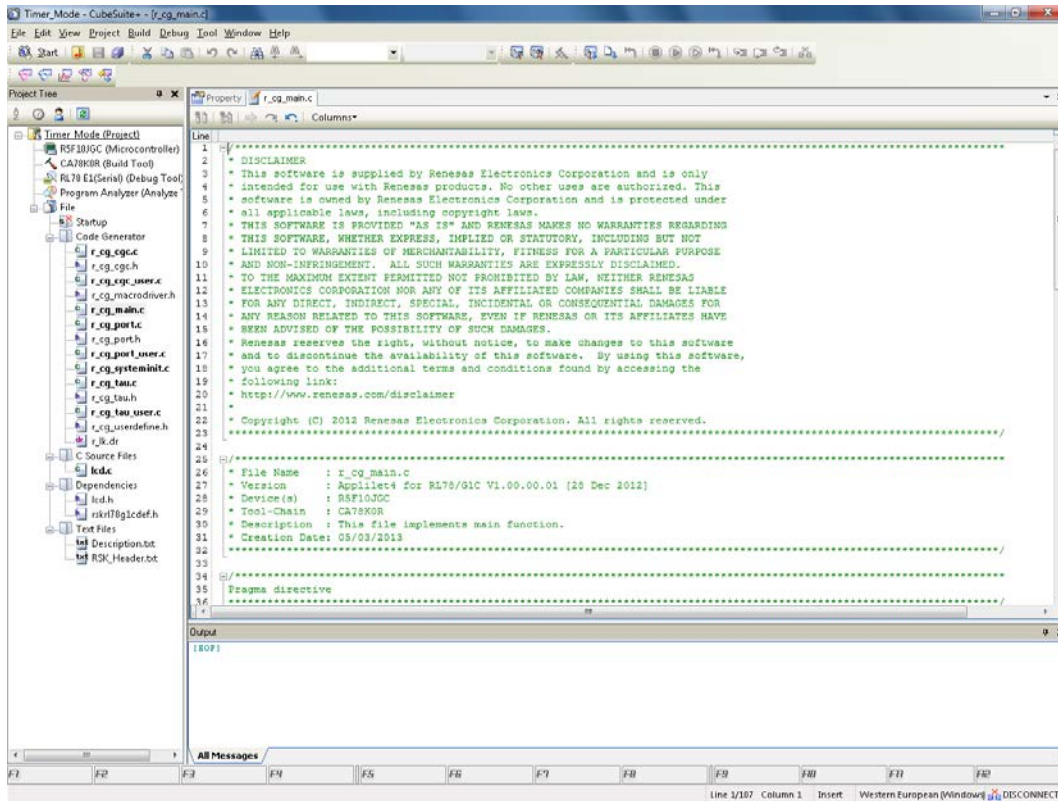 Timer_Mode - CubeSuite+ - [r_cg_main.c]
File Edit View Project Build Debug Tool Window Help
Start
Project Tree
Property r_cg_main.c
Columns
Timer_Mode (Project)
R5F10JGC (Microcontroller)
CA78K0R (Build Tool)
RL78 E1(Serial) (Debug Tool)
Program Analyzer (Analyze T
File
Startup
Code Generator
r_cg_cgc.c
r_cg_cgc.h
r_cg_cgc_user.c
r_cg_macrodriver.h
r_cg_main.c
r_cg_port.c
r_cg_port.h
r_cg_port_user.c
r_cg_systeminit.c
r_cg_tau.c
r_cg_tau.h
r_cg_tau_user.c
r_cg_userdefine.h
r_lk.dr
C Source Files
lcd.c
Dependencies
lcd.h
rskrl78g1cdef.h
Text Files
Description.txt
RSK_Header.txt
Line
1 /***********************************************************************************************************************
2 * DISCLAIMER
3 * This software is supplied by Renesas Electronics Corporation and is only
4 * intended for use with Renesas products. No other uses are authorized. This
5 * software is owned by Renesas Electronics Corporation and is protected under
6 * all applicable laws, including copyright laws.
7 * THIS SOFTWARE IS PROVIDED "AS IS" AND RENESAS MAKES NO WARRANTIES REGARDING
8 * THIS SOFTWARE, WHETHER EXPRESS, IMPLIED OR STATUTORY, INCLUDING BUT NOT
9 * LIMITED TO WARRANTIES OF MERCHANTABILITY, FITNESS FOR A PARTICULAR PURPOSE
10 * AND NON-INFRINGEMENT. ALL SUCH WARRANTIES ARE EXPRESSLY DISCLAIMED.
11 * TO THE MAXIMUM EXTENT PERMITTED NOT PROHIBITED BY LAW, NEITHER RENESAS
12 * ELECTRONICS CORPORATION NOR ANY OF ITS AFFILIATED COMPANIES SHALL BE LIABLE
13 * FOR ANY DIRECT, INDIRECT, SPECIAL, INCIDENTAL OR CONSEQUENTIAL DAMAGES FOR
14 * ANY REASON RELATED TO THIS SOFTWARE, EVEN IF RENESAS OR ITS AFFILIATES HAVE
15 * BEEN ADVISED OF THE POSSIBILITY OF SUCH DAMAGES.
16 * Renesas reserves the right, without notice, to make changes to this software
17 * and to discontinue the availability of this software. By using this software,
18 * you agree to the additional terms and conditions found by accessing the
19 * following link:
20 * http://www.renesas.com/disclaimer
21 *
22 * Copyright (C) 2012 Renesas Electronics Corporation. All rights reserved.
23 ***********************************************************************************************************************/
24
25 /***********************************************************************************************************************
26 * File Name : r_cg_main.c
27 * Version : Applilet4 for RL78/G1C V1.00.00.01 [28 Dec 2012]
28 * Device(s) : R5F10JGC
29 * Tool-Chain : CA78K0R
30 * Description : This file implements main function.
31 * Creation Date: 05/03/2013
32 ***********************************************************************************************************************/
33
34 /***********************************************************************************************************************
35 Pragma directive
36 ***********************************************************************************************************************/
Output
[EOF]
All Messages
F1 F2 F3 F4 F5 F6 F7 F8 F9 F10 F11 F12
Line 1/107 Column 1 Insert Western European (Windows) DISCONNECT